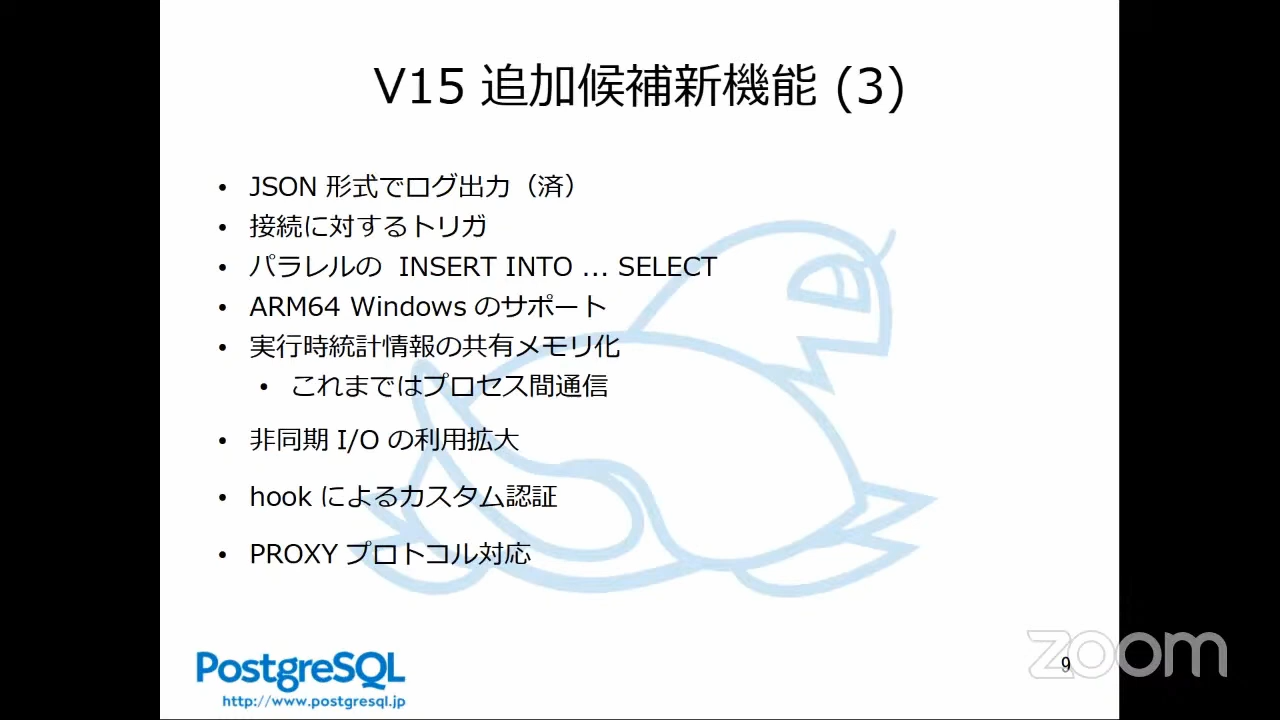 V15 追加候補新機能 (3)
• JSON 形式でログ出力（済）
• 接続に対するトリガ
• パラレルの INSERT INTO ... SELECT
• ARM64 Windows のサポート
• 実行時統計情報の共有メモリ化
• これまではプロセス間通信
• 非同期 I/O の利用拡大
• hook によるカスタム認証
• PROXY プロトコル対応
PostgreSQL
http://www.postgresql.jp
9
zoom